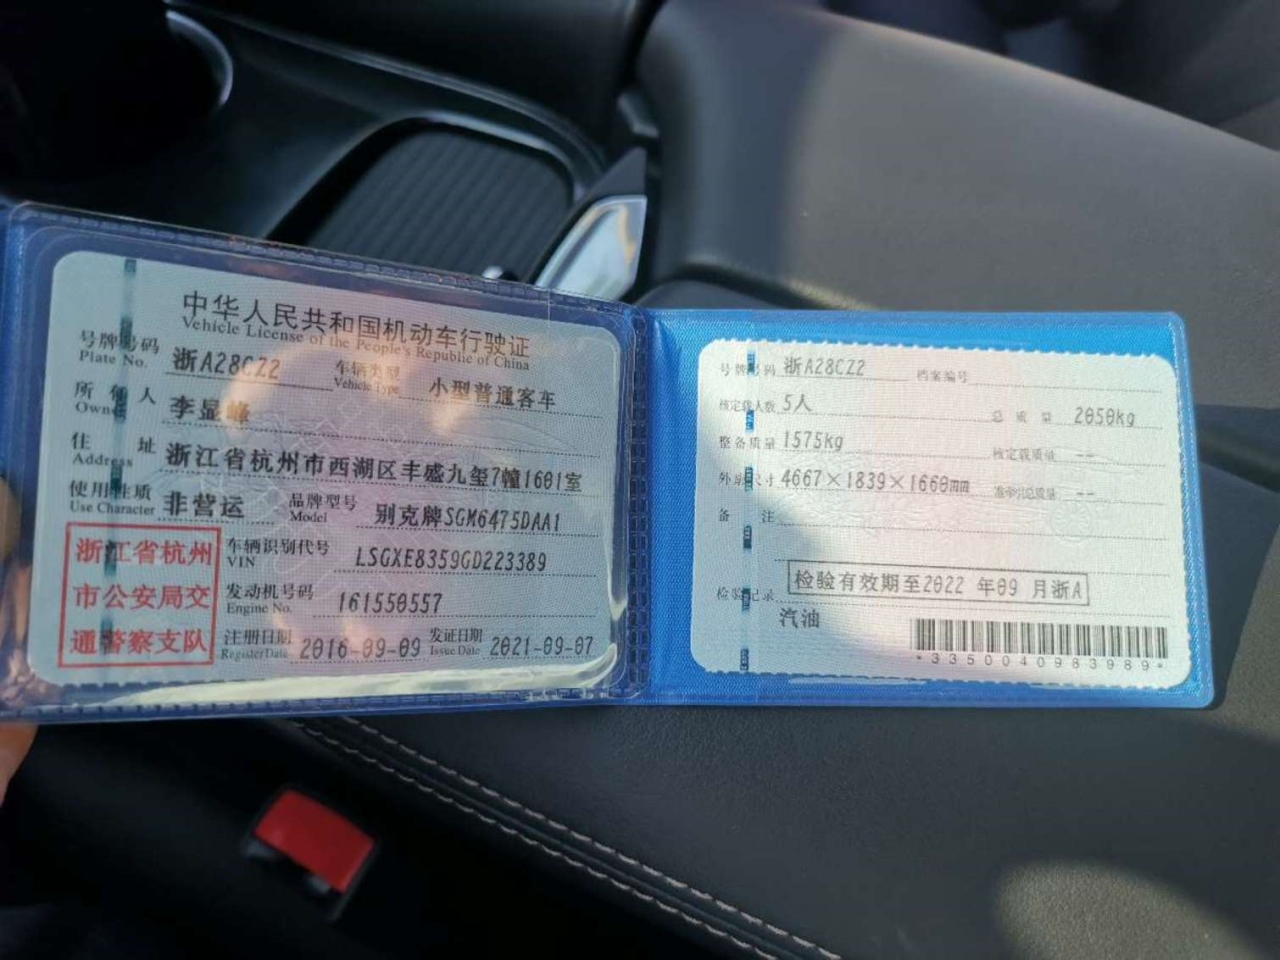 中华人民共和国机动车行驶证
Vehicle License of the People's Republic of China
号牌号码 浙A28CZ2 车辆类型 小型普通客车
Plate No. Vehicle Type
所有人 李显峰
Owner
住址 浙江省杭州市西湖区丰盛九玺7幢1601室
Address
使用性质 非营运 品牌型号 别克牌SGM6475DAA1
Use Character Model
浙江省杭州
市公安局交
通警察支队
车辆识别代号 LSGXE8359GD223389
VIN
发动机号码 161550557
Engine No.
注册日期 2016-09-09 发证日期 2021-09-07
Register Date Issue Date
号牌号码 浙A28CZ2 档案编号
核定载人数 5人 总质量 2050kg
整备质量 1575kg 核定载质量 --
外廓尺寸 4667×1839×1660mm 准牵引总质量 --
备注
检验有效期至2022年09月浙A
检验记录
汽油
*3350040983989*